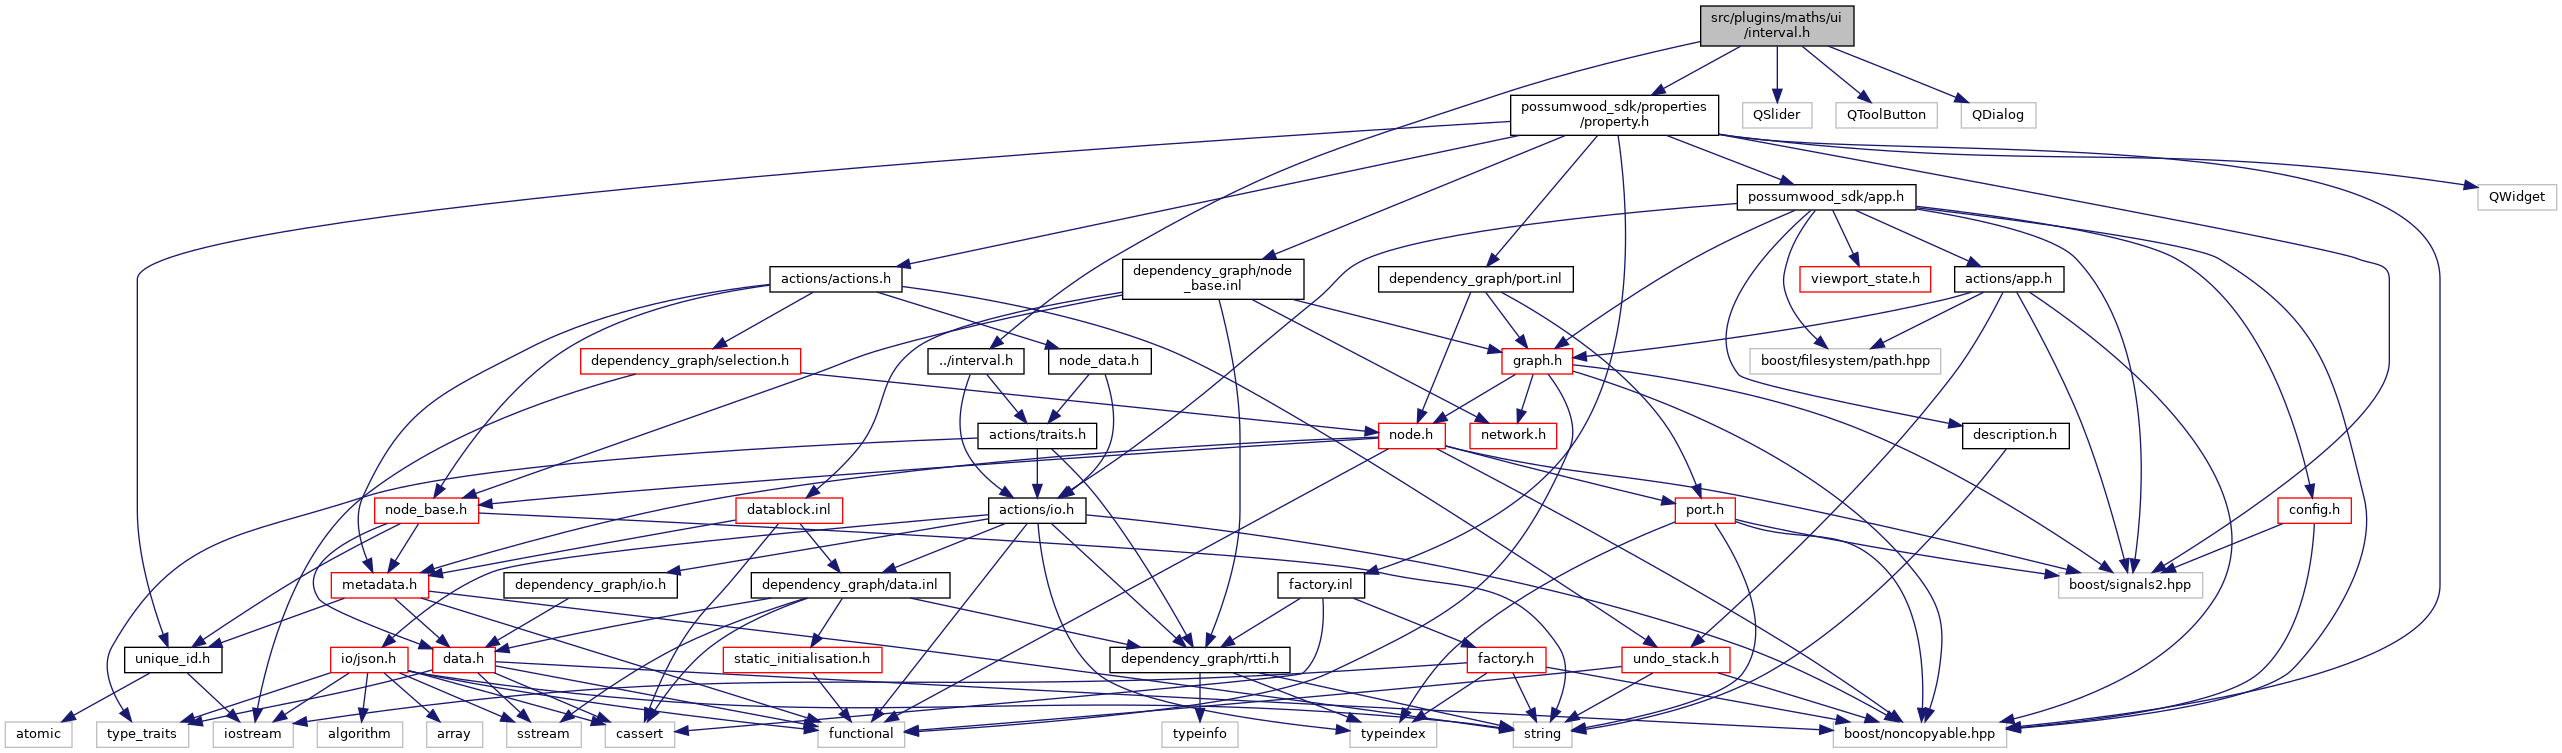 src/plugins/maths/ui
/interval.h
possumwood_sdk/properties
/property.h
QSlider
QToolButton
QDialog
possumwood_sdk/app.h
QWidget
actions/actions.h
dependency_graph/node
_base.inl
dependency_graph/port.inl
viewport_state.h
actions/app.h
dependency_graph/selection.h
../interval.h
node_data.h
graph.h
boost/filesystem/path.hpp
actions/traits.h
node.h
network.h
description.h
node_base.h
datablock.inl
actions/io.h
port.h
config.h
metadata.h
dependency_graph/io.h
dependency_graph/data.inl
factory.inl
boost/signals2.hpp
unique_id.h
io/json.h
data.h
static_initialisation.h
dependency_graph/rtti.h
factory.h
undo_stack.h
atomic
type_traits
iostream
algorithm
array
sstream
cassert
functional
typeinfo
typeindex
string
boost/noncopyable.hpp